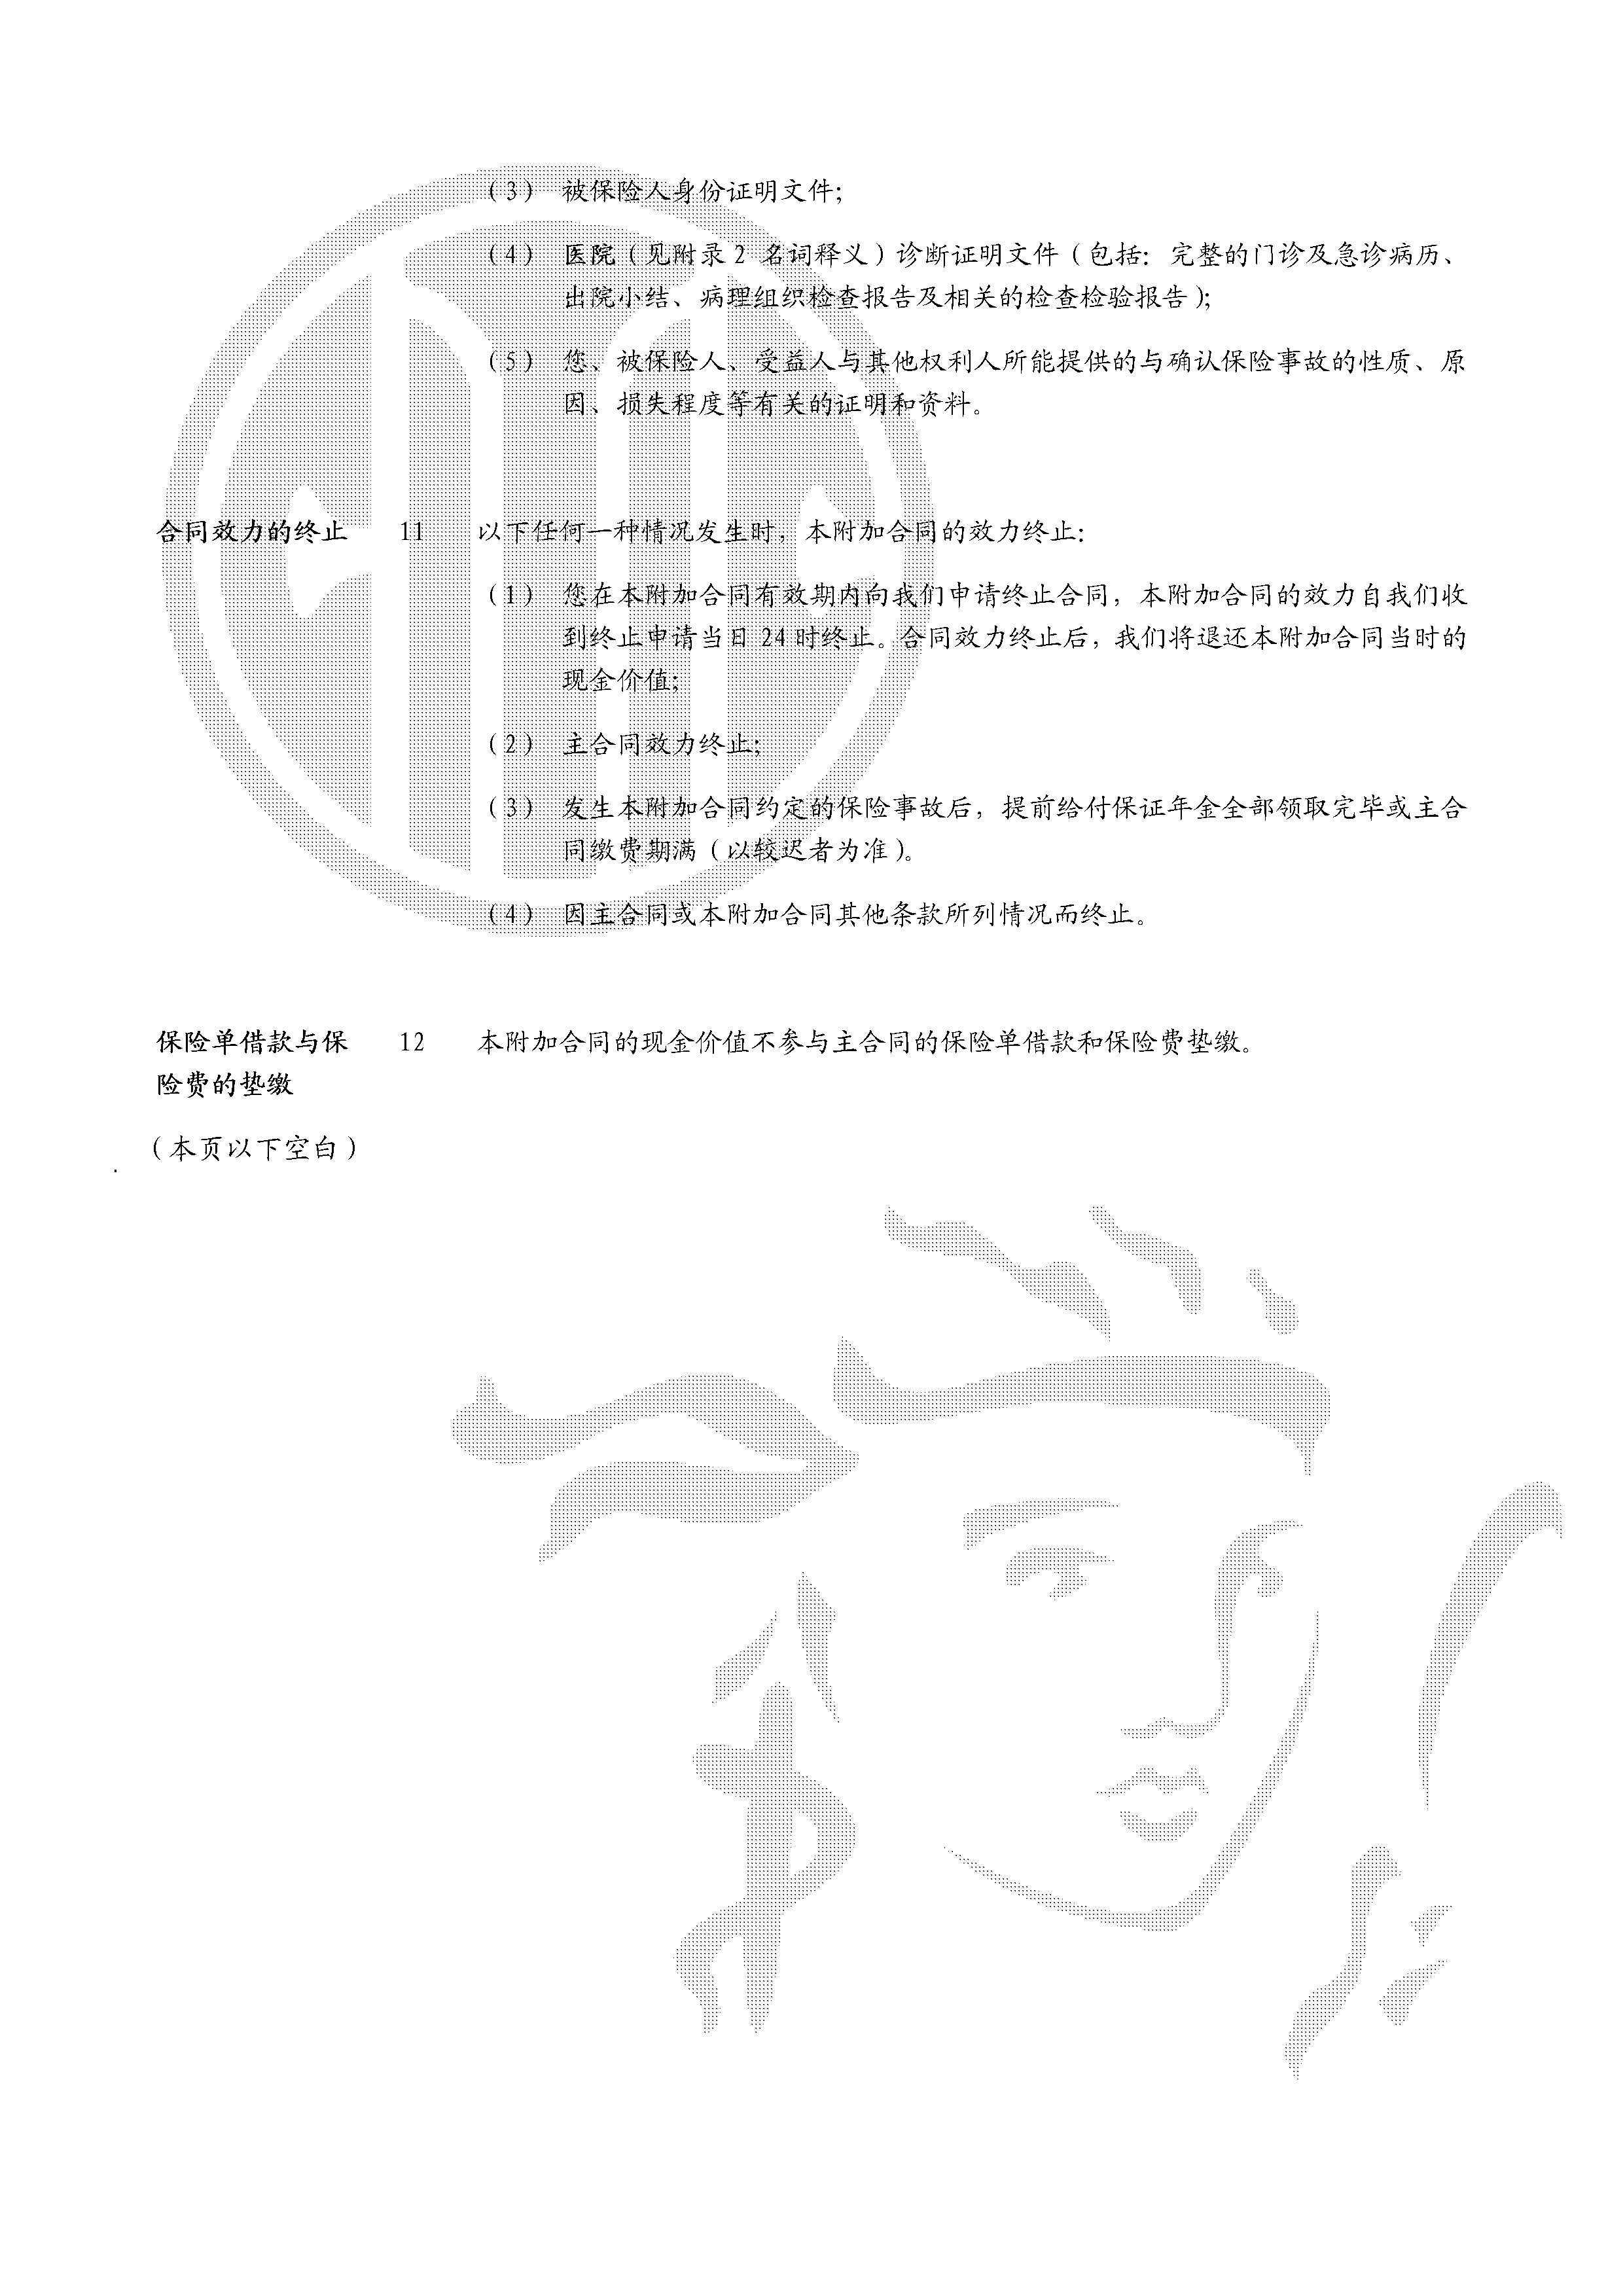 （3） 被保险人身份证明文件；
（4） 医院（见附录 2 名词释义）诊断证明文件（包括：完整的门诊及急诊病历、
出院小结、病理组织检查报告及相关的检查检验报告）；
（5） 您、被保险人、受益人与其他权利人所能提供的与确认保险事故的性质、原
因、损失程度等有关的证明和资料。
合同效力的终止 11 以下任何一种情况发生时，本附加合同的效力终止：
（1） 您在本附加合同有效期内向我们申请终止合同，本附加合同的效力自我们收
到终止申请当日 24 时终止。合同效力终止后，我们将退还本附加合同当时的
现金价值；
（2） 主合同效力终止；
（3） 发生本附加合同约定的保险事故后，提前给付保证年金全部领取完毕或主合
同缴费期满（以较迟者为准）。
（4） 因主合同或本附加合同其他条款所列情况而终止。
保险单借款与保 12 本附加合同的现金价值不参与主合同的保险单借款和保险费垫缴。
险费的垫缴
（本页以下空白）